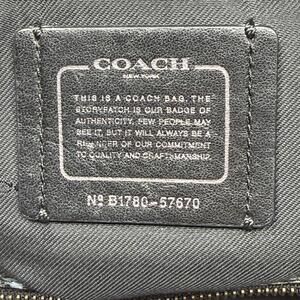 COACH
NEW YORK
THIS IS A COACH BAG. THE
STORYPATCH IS OUR BADGE OF
AUTHENTICITY. FEW PEOPLE MAY
SEE IT, BUT IT WILL ALWAYS BE A
REMINDER OF OUR COMMITMENT
TO QUALITY AND CRAFTSMANSHIP.
Nº B1780-57670